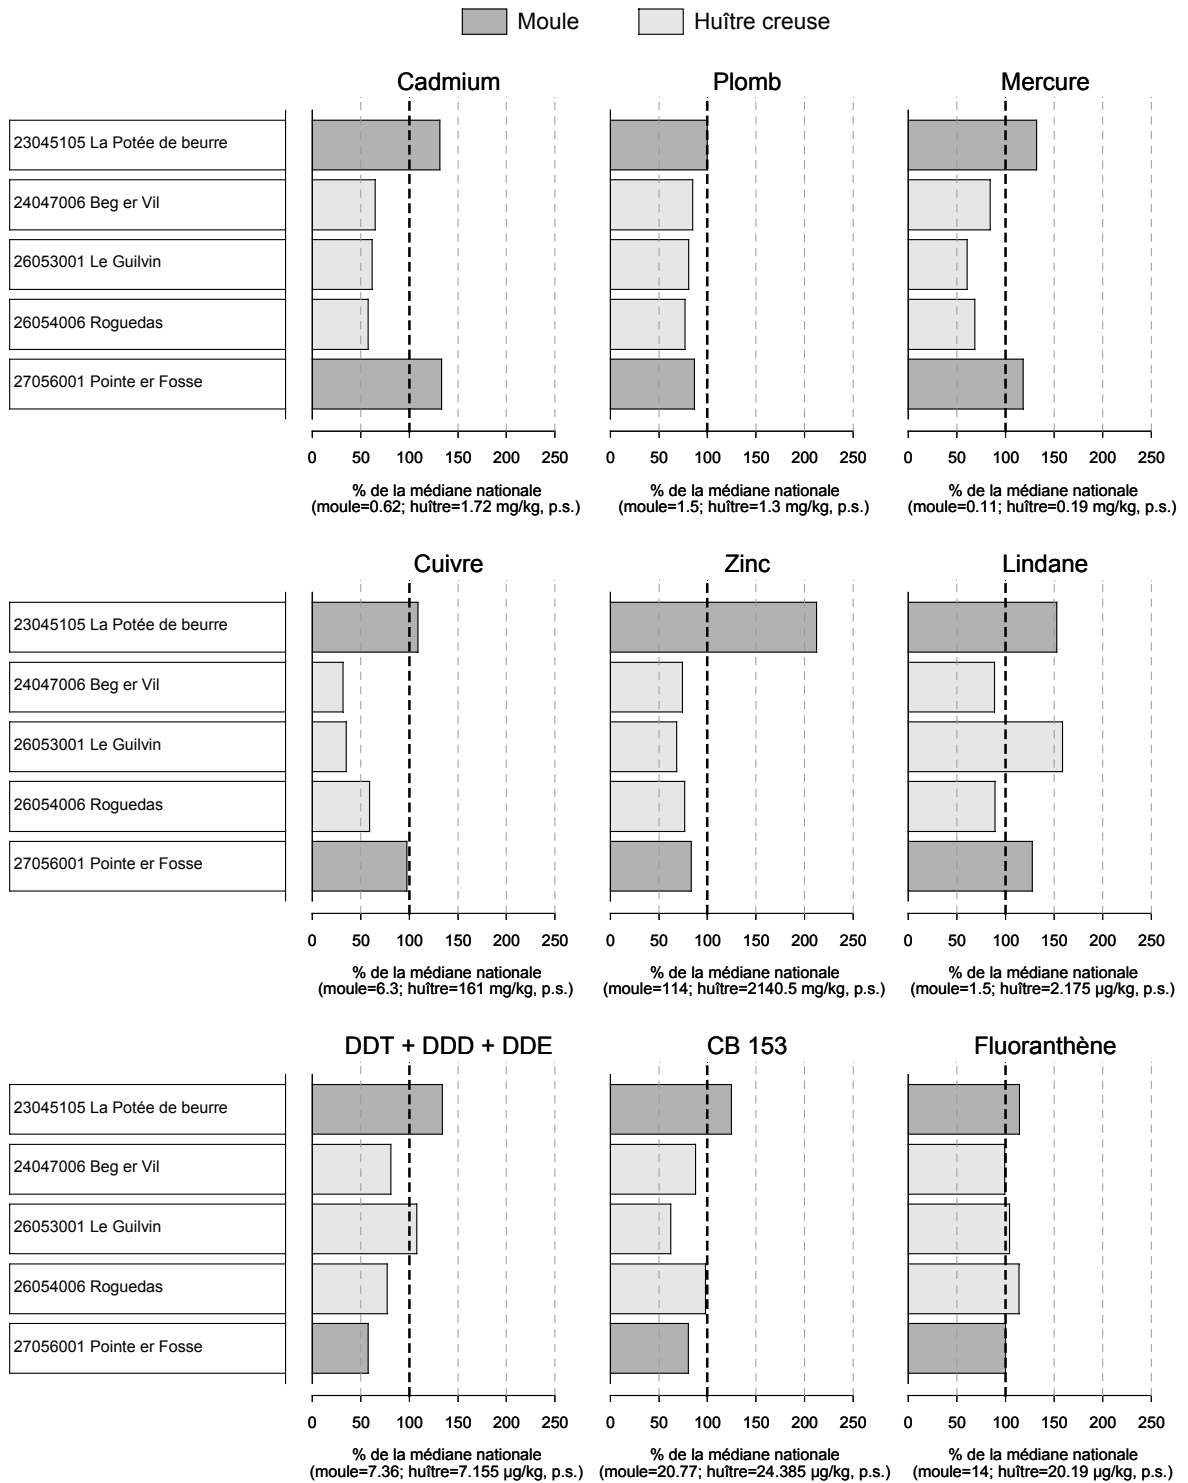 Moule Huître creuse
Cadmium Plomb Mercure
23045105 La Potée de beurre
24047006 Beg er Vil
26053001 Le Guilvin
26054006 Roguedas
27056001 Pointe er Fosse
0 50 100 150 200 250 0 50 100 150 200 250 0 50 100 150 200 250
% de la médiane nationale % de la médiane nationale % de la médiane nationale
(moule=0.62; huître=1.72 mg/kg, p.s.) (moule=1.5; huître=1.3 mg/kg, p.s.) (moule=0.11; huître=0.19 mg/kg, p.s.)
Cuivre Zinc Lindane
23045105 La Potée de beurre
24047006 Beg er Vil
26053001 Le Guilvin
26054006 Roguedas
27056001 Pointe er Fosse
0 50 100 150 200 250 0 50 100 150 200 250 0 50 100 150 200 250
% de la médiane nationale % de la médiane nationale % de la médiane nationale
(moule=6.3; huître=161 mg/kg, p.s.) (moule=114; huître=2140.5 mg/kg, p.s.) (moule=1.5; huître=2.175 µg/kg, p.s.)
DDT + DDD + DDE CB 153 Fluoranthène
23045105 La Potée de beurre
24047006 Beg er Vil
26053001 Le Guilvin
26054006 Roguedas
27056001 Pointe er Fosse
0 50 100 150 200 250 0 50 100 150 200 250 0 50 100 150 200 250
% de la médiane nationale % de la médiane nationale % de la médiane nationale
(moule=7.36; huître=7.155 µg/kg, p.s.) (moule=20.77; huître=24.385 µg/kg, p.s.) (moule=14; huître=20.19 µg/kg, p.s.)